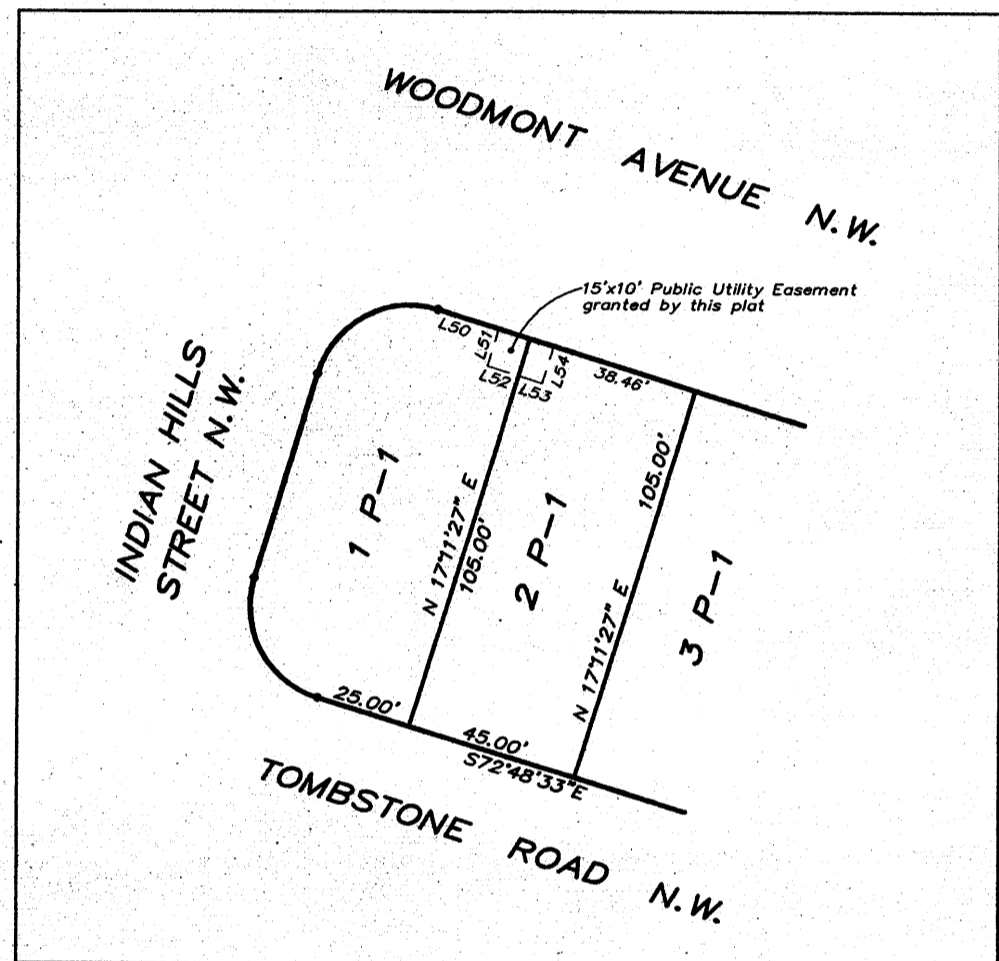 WOODMONT AVENUE N.W.
15'x10' Public Utility Easement
granted by this plat
L50
L51
L52
L53
L54
38.46'
INDIAN HILLS
STREET N.W.
1 P-1
N 17°11'27" E
105.00'
2 P-1
105.00'
N 17°11'27" E
3 P-1
25.00'
45.00'
S72°48'33"E
TOMBSTONE ROAD N.W.